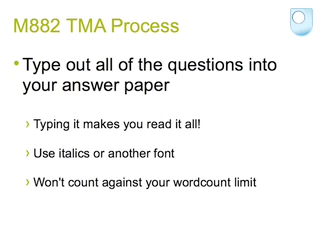 M882 TMA Process
• Type out all of the questions into
your answer paper
› Typing it makes you read it all!
› Use italics or another font
› Won't count against your wordcount limit